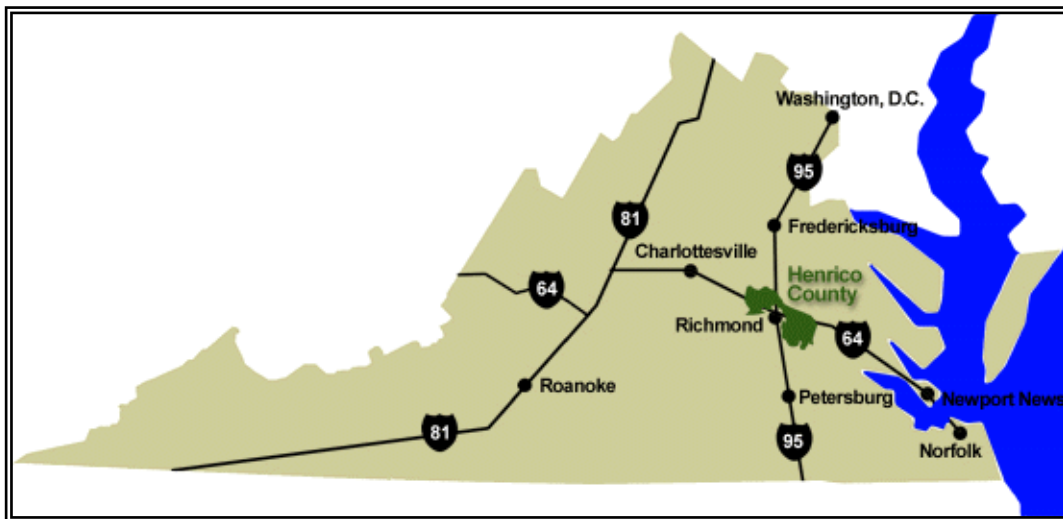 Washington, D.C.
95
81
Fredericksburg
Charlottesville
Henrico
County
64
Richmond
64
Roanoke
Petersburg
Newport News
81
95
Norfolk